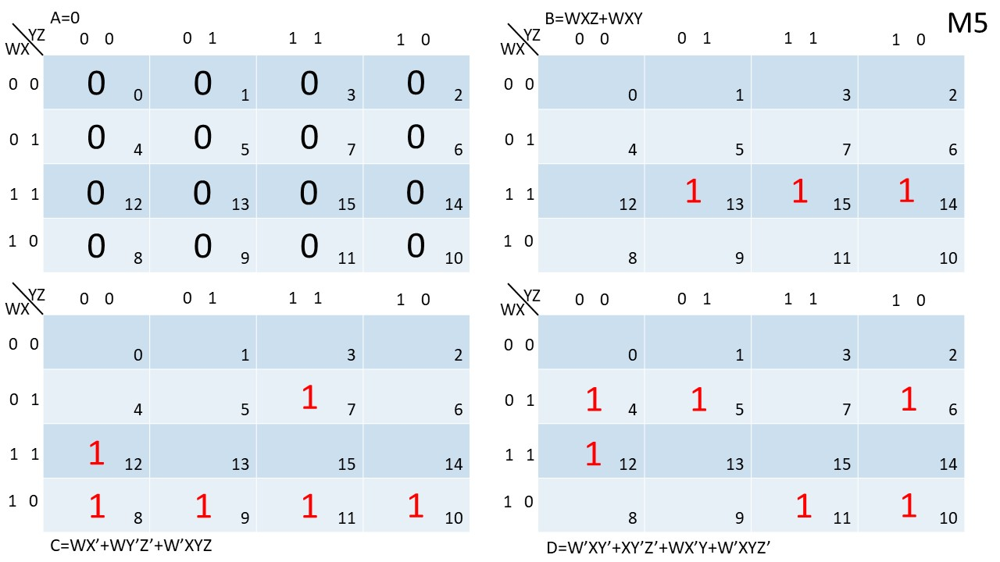 A=0
YZ
WX
0 0 0 1 1 1 1 0
0 0 0 0 0 1 0 3 0 2
0 1 0 4 0 5 0 7 0 6
1 1 0 12 0 13 0 15 0 14
1 0 0 8 0 9 0 11 0 10
B=WXZ+WXY
M5
YZ
WX
0 0 0 1 1 1 1 0
0 0 0 1 3 2
0 1 4 5 7 6
1 1 12 1 13 1 15 1 14
1 0 8 9 11 10
YZ
WX
0 0 0 1 1 1 1 0
0 0 0 1 3 2
0 1 4 5 1 7 6
1 1 1 12 13 15 14
1 0 1 8 1 9 1 11 1 10
C=WX’+WY’Z’+W’XYZ
YZ
WX
0 0 0 1 1 1 1 0
0 0 0 1 3 2
0 1 1 4 1 5 7 1 6
1 1 1 12 13 15 14
1 0 8 9 1 11 1 10
D=W’XY’+XY’Z’+WX’Y+W’XYZ’